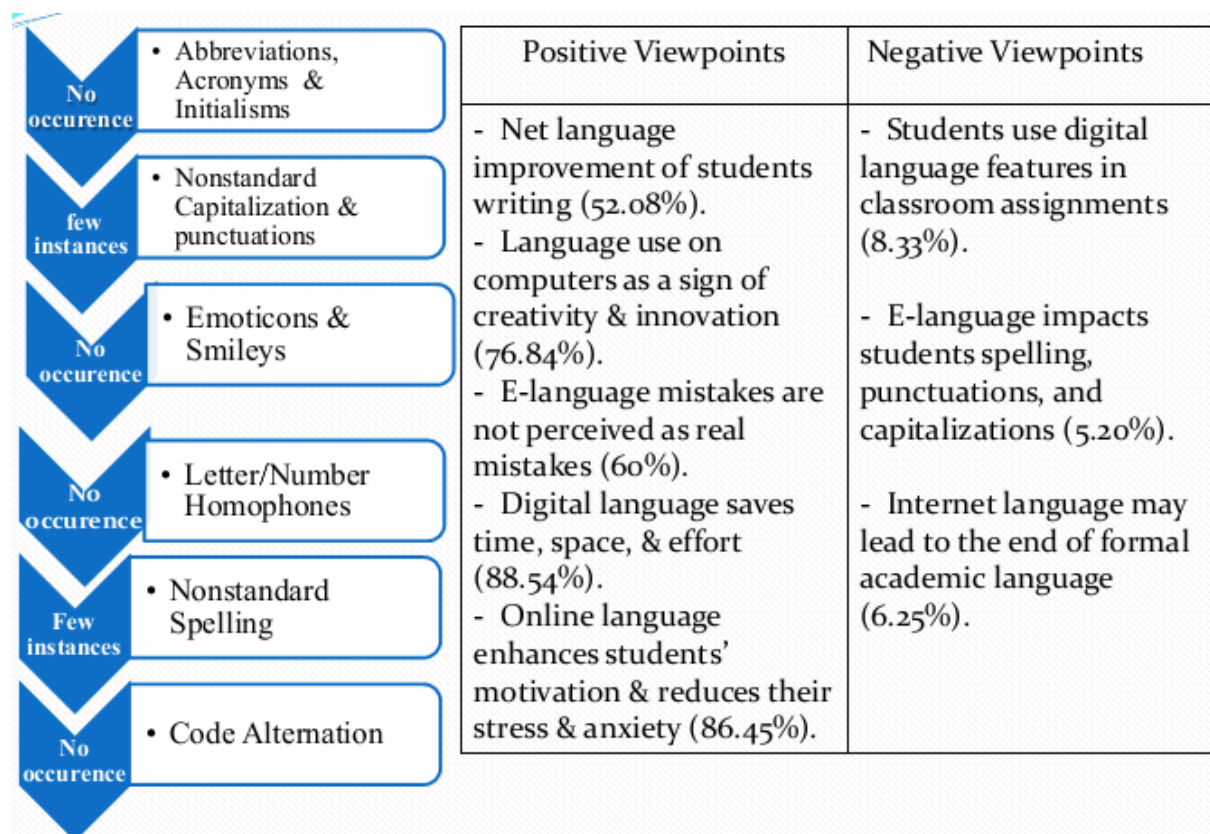 No
occurence
• Abbreviations,
Acronyms &
Initialisms
few
instances
• Nonstandard
Capitalization &
punctuations
No
occurence
• Emoticons &
Smileys
No
occurence
• Letter/Number
Homophones
Few
instances
• Nonstandard
Spelling
No
occurence
• Code Alternation
Positive Viewpoints
- Net language
improvement of students
writing (52.08%).
- Language use on
computers as a sign of
creativity & innovation
(76.84%).
- E-language mistakes are
not perceived as real
mistakes (60%).
- Digital language saves
time, space, & effort
(88.54%).
- Online language
enhances students’
motivation & reduces their
stress & anxiety (86.45%).
Negative Viewpoints
- Students use digital
language features in
classroom assignments
(8.33%).
- E-language impacts
students spelling,
punctuations, and
capitalizations (5.20%).
- Internet language may
lead to the end of formal
academic language
(6.25%).